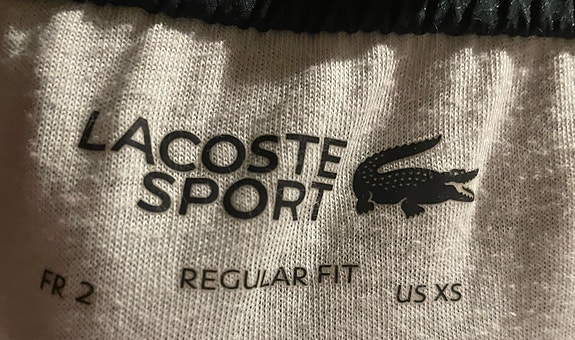 LACOSTE
SPORT
REGULAR FIT
FR 2
US XS